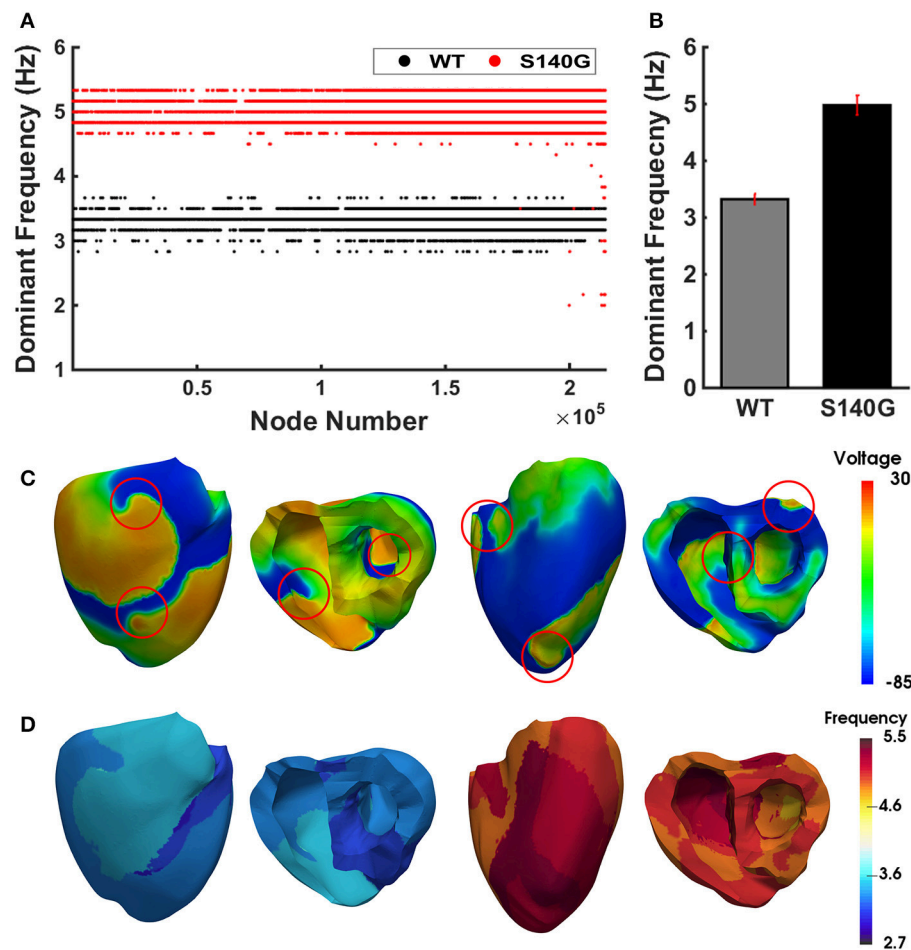 A
B
6
5
4
3
2
1
Dominant Frequency (Hz)
WT S140G
0.5 1 1.5 2
Node Number
×10⁵
6
5
4
3
2
1
0
Dominant Frequecny (Hz)
WT S140G
C
Voltage
30
-85
D
Frequency
5.5
4.6
3.6
2.7